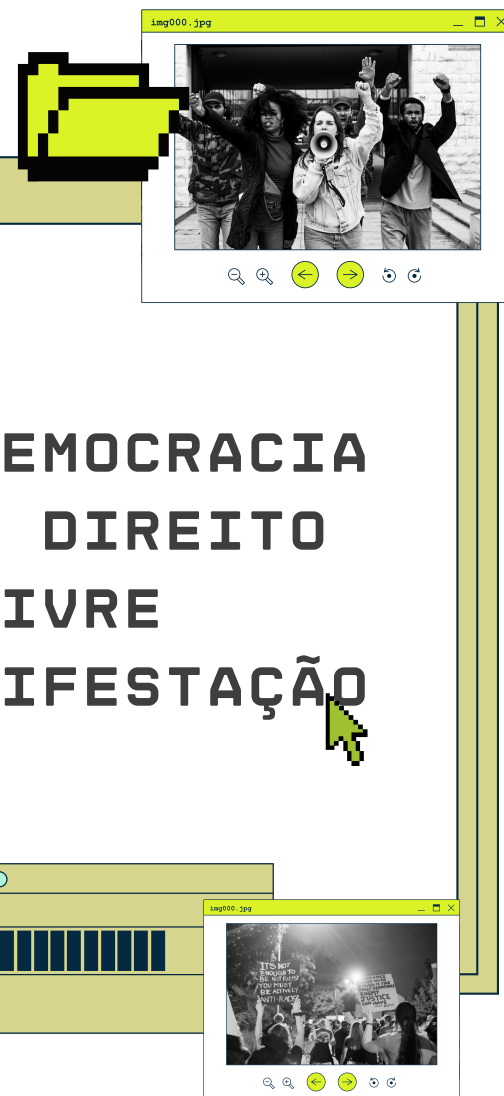 img000.jpg
EMOCRACIA
DIREITO
IVRE
IFESTAÇÃO
img000.jpg
IT'S NOT
ENOUGH TO
BE NOT RACIST
YOU MUST
BE ACTIVELY
ANTI-RACIST
JUSTICE